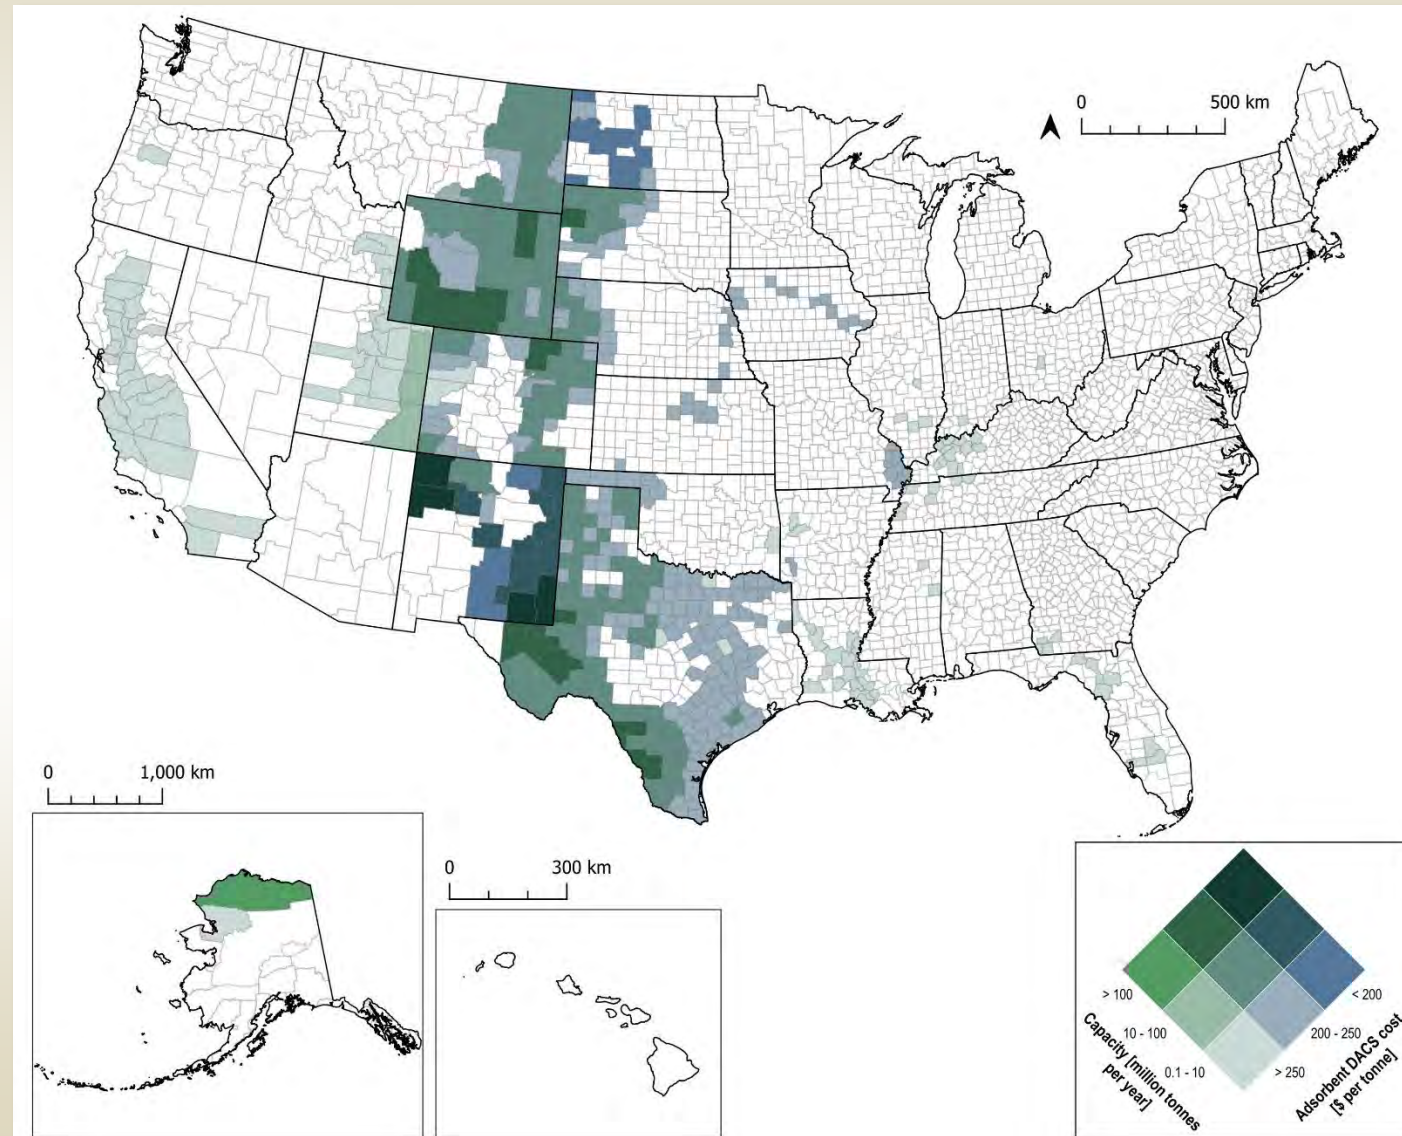 0 500 km
0 1,000 km
0 300 km
> 100
10 - 100
0.1 - 10
Capacity [million tonnes
per year]
< 200
200 - 250
> 250
Adsorbent DACS cost
[$ per tonne]